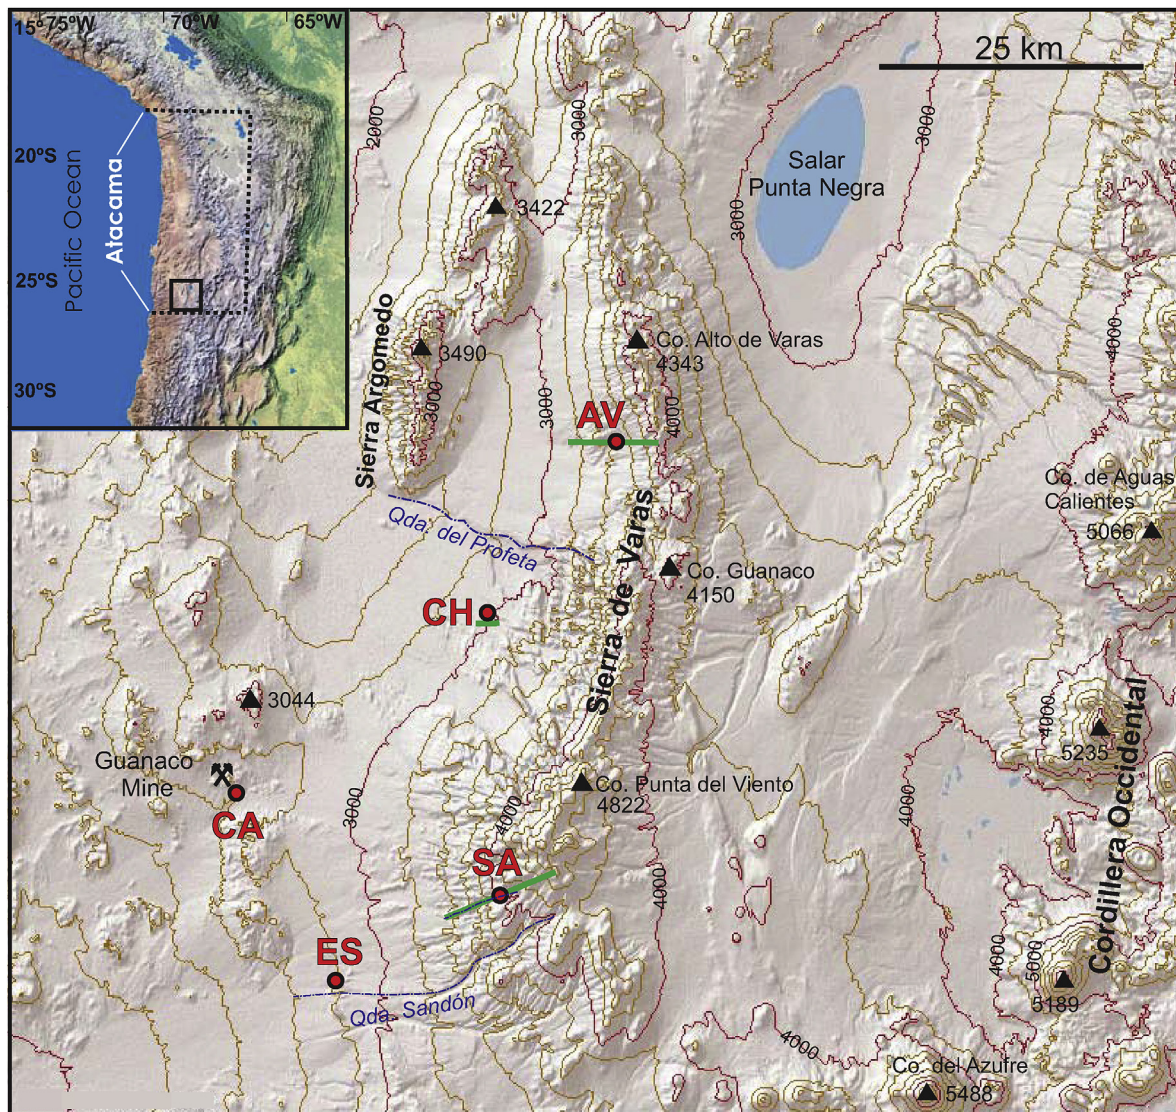 15°
75°W
70°W
65°W
20°S
25°S
30°S
Pacific Ocean
Atacama
25 km
2000
3000
3000
3000
Salar
Punta Negra
3422
Sierra Argomedo
3490
3000
3000
Co. Alto de Varas
4343
4000
4000
AV
Co. de Aguas
Calientes
5066
Qda. del Profeta
Sierra de Varas
Co. Guanaco
4150
CH
3044
Guanaco
Mine
CA
3000
4000
Co. Punta del Viento
4822
4000
5235
4000
Cordillera Occidental
SA
4000
ES
Qda. Sandón
4000
5000
5189
4000
Co. del Azufre
5488